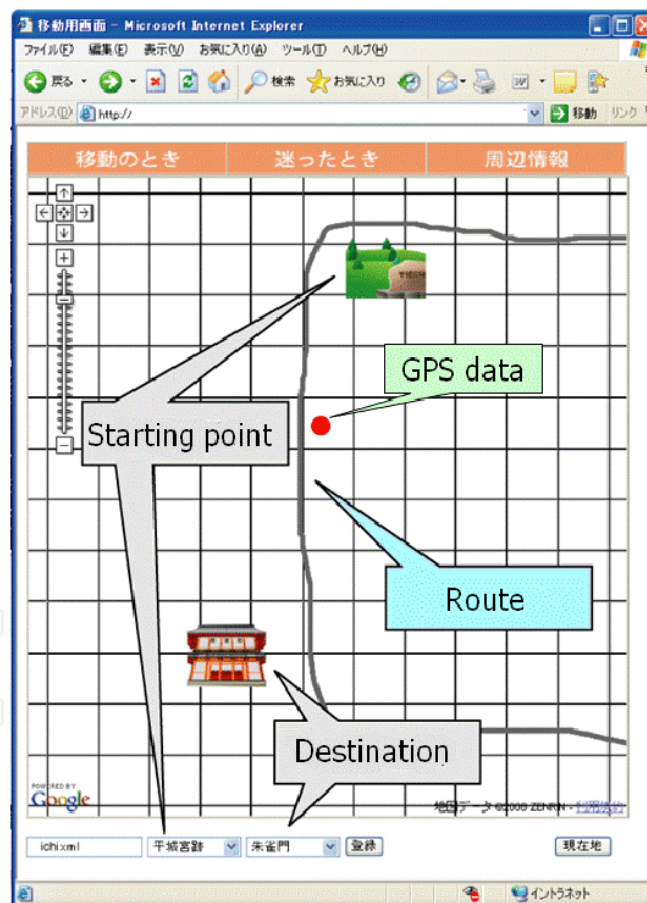 移動用画面 - Microsoft Internet Explorer
ファイル(F) 編集(E) 表示(V) お気に入り(A) ツール(T) ヘルプ(H)
戻る 検索 お気に入り
アドレス(D) http:// 移動 リンク
移動のとき 迷ったとき 周辺情報
GPS data
Starting point
Route
Destination
POWERED BY
Google
地図データ ©2008 ZENRIN - 利用規約
ichixml 平城宮跡 朱雀門 登録 現在地
イントラネット